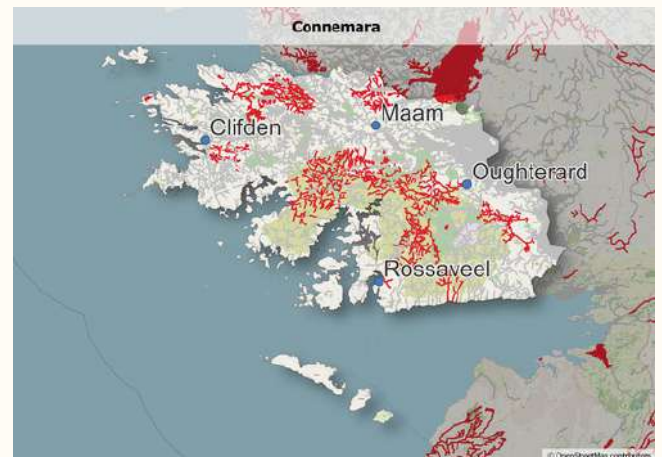 Connemara
Maam
Clifden
Oughterard
Rossaveel
© OpenStreetMap contributors